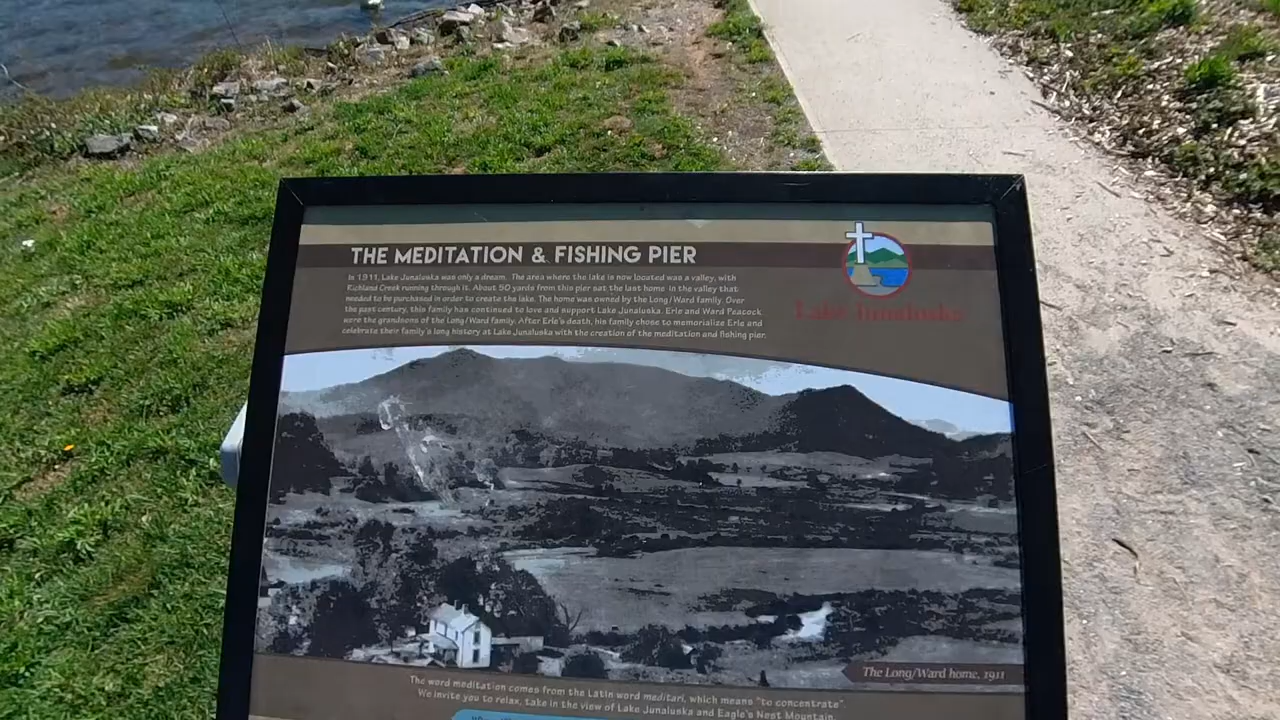 THE MEDITATION & FISHING PIER
In 1911, Lake Junaluska was only a dream. The area where the lake is now located was a valley, with
Richland Creek running through it. About 50 yards from this pier sat the last home in the valley that
needed to be purchased in order to create the lake. The home was owned by the Long/Ward family. Over
the past century, this family has continued to love and support Lake Junaluska. Erle and Ward Peacock
were the grandsons of the Long/Ward family. After Erle's death, his family chose to memorialize Erle and
celebrate their family's long history at Lake Junaluska with the creation of the meditation and fishing pier.
Lake Junaluska
The Long/Ward home, 1911
The word meditation comes from the Latin word meditari, which means "to concentrate".
We invite you to relax, take in the view of Lake Junaluska and Eagle's Nest Mountain.